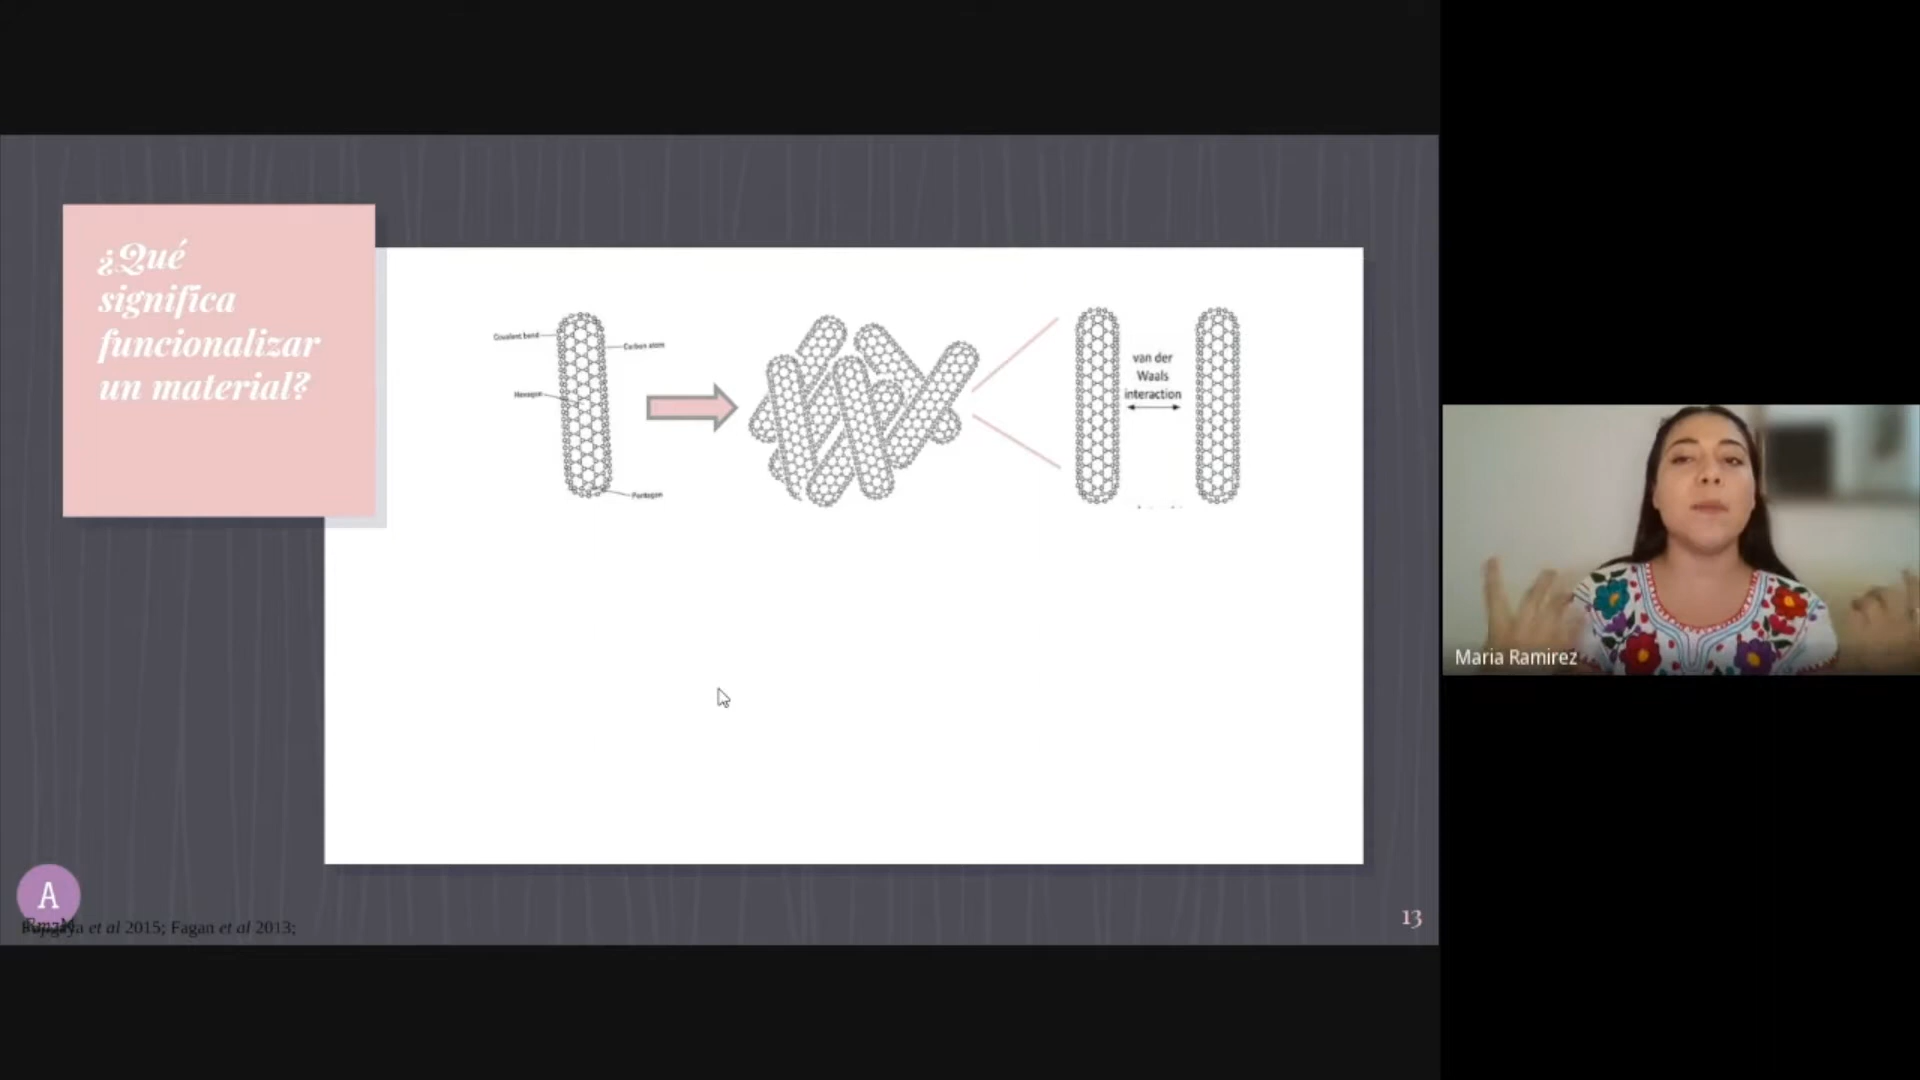 ¿Qué
significa
funcionalizar
un material?
Covalent bond
Carbon atom
Hexagon
Pentagon
van der
Waals
interaction
Maria Ramirez
A
et al 2015; Fagan et al 2013;
13